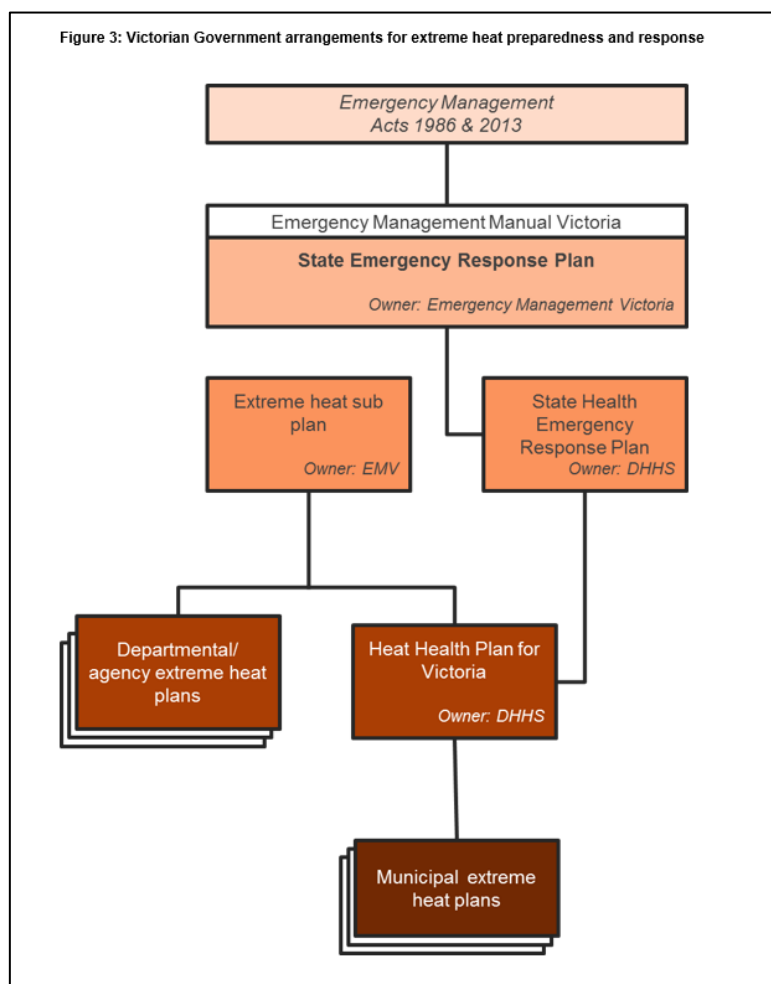 Figure 3: Victorian Government arrangements for extreme heat preparedness and response
Emergency Management
Acts 1986 & 2013
Emergency Management Manual Victoria
State Emergency Response Plan
Owner: Emergency Management Victoria
Extreme heat sub
plan
Owner: EMV
State Health
Emergency
Response Plan
Owner: DHHS
Departmental/
agency extreme heat
plans
Heat Health Plan for
Victoria
Owner: DHHS
Municipal extreme
heat plans